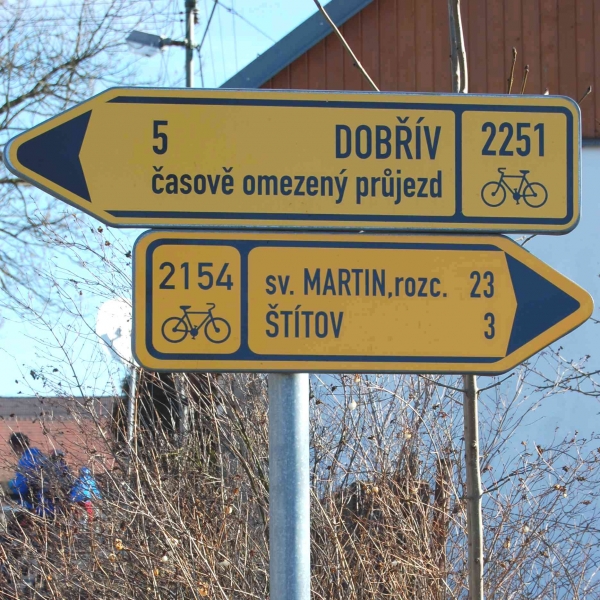 5 DOBŘÍV 2251
časově omezený průjezd
2154 sv. MARTIN,rozc. 23
ŠTÍTOV 3